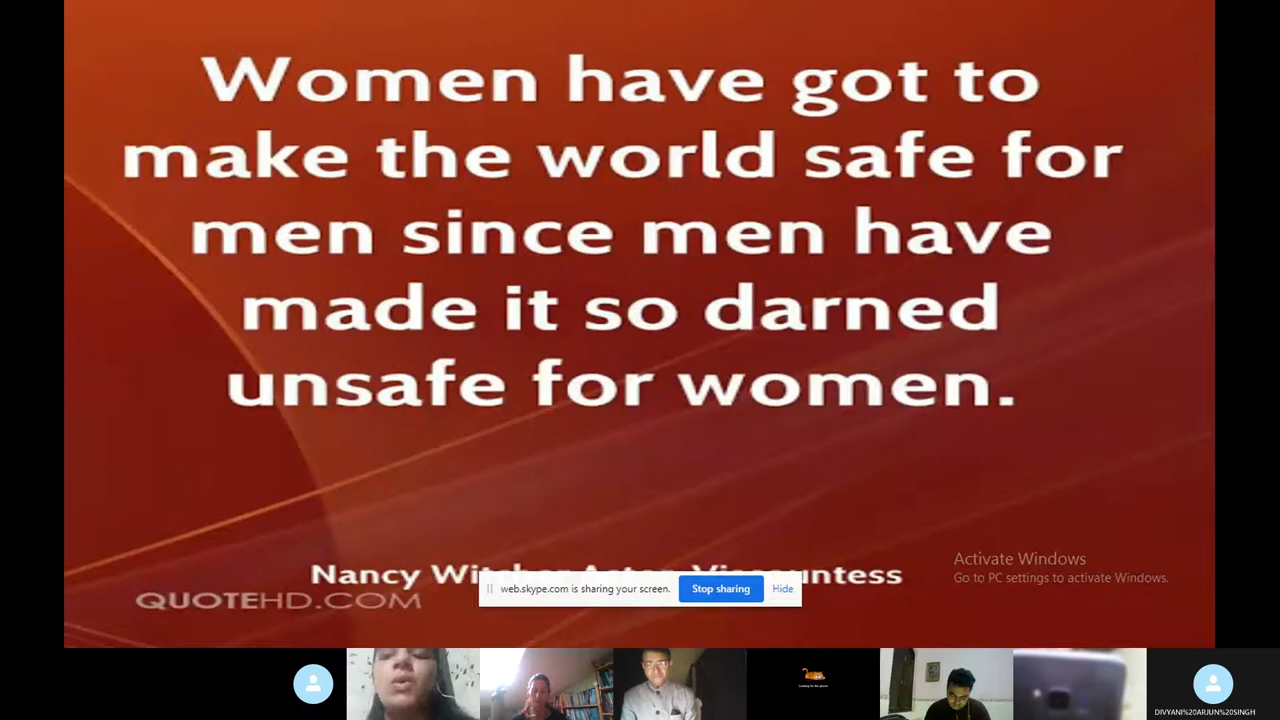 Women have got to
make the world safe for
men since men have
made it so darned
unsafe for women.
Nancy
QUOTEHD.COM
web.skype.com is sharing your screen.
Stop sharing
Hide
Activate Windows
Go to PC settings to activate Windows.
DIVYANI%20ARJUN%20SINGH